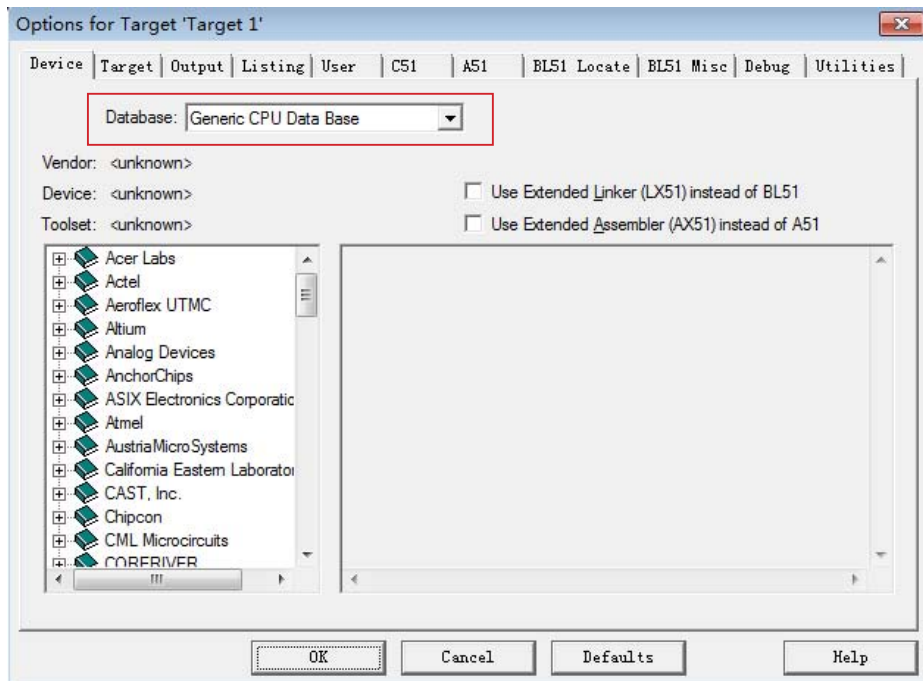 Options for Target 'Target 1'
Device Target Output Listing User C51 A51 BL51 Locate BL51 Misc Debug Utilities
Database: Generic CPU Data Base
Vendor: <unknown>
Device: <unknown>
Use Extended Linker (LX51) instead of BL51
Toolset: <unknown>
Use Extended Assembler (AX51) instead of A51
Acer Labs
Actel
Aeroflex UTMC
Altium
Analog Devices
AnchorChips
ASIX Electronics Corporatic
Atmel
AustriaMicroSystems
California Eastern Laborator
CAST, Inc.
Chipcon
CML Microcircuits
CORERIVER
OK Cancel Defaults Help